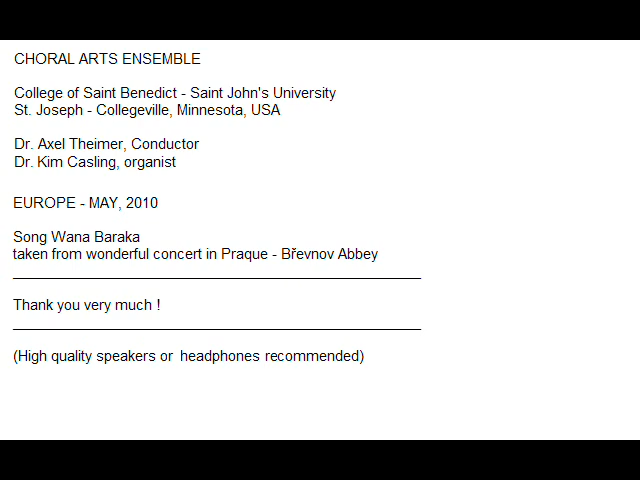 CHORAL ARTS ENSEMBLE
College of Saint Benedict - Saint John's University
St. Joseph - Collegeville, Minnesota, USA
Dr. Axel Theimer, Conductor
Dr. Kim Casling, organist
EUROPE - MAY, 2010
Song Wana Baraka
taken from wonderful concert in Praque - Břevnov Abbey
Thank you very much !
(High quality speakers or headphones recommended)